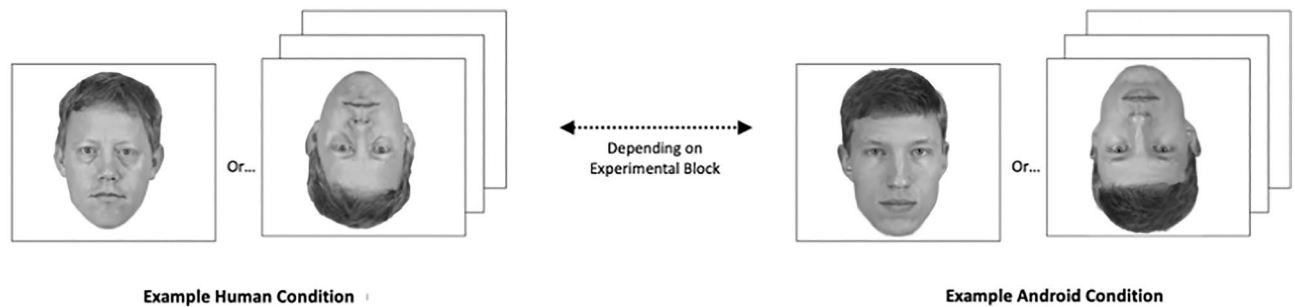 Or...
Depending on
Experimental Block
Or...
Example Human Condition
Example Android Condition